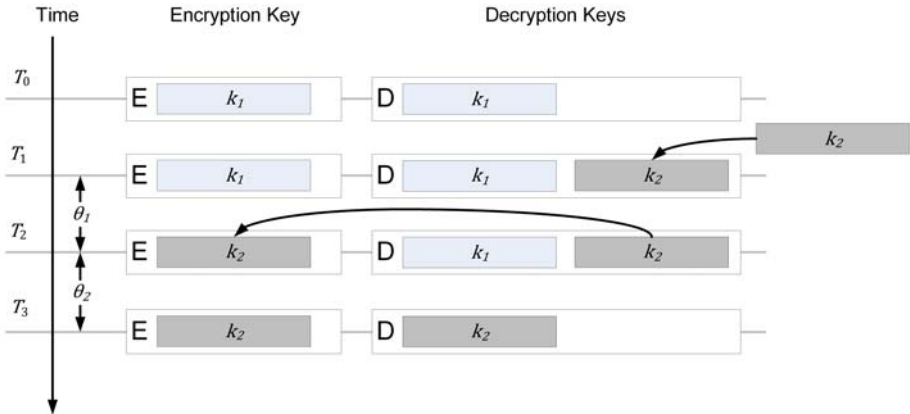 Time Encryption Key Decryption Keys
T₀ E k₁ D k₁
k₂
T₁ E k₁ D k₁ k₂
θ₁
T₂ E k₂ D k₁ k₂
θ₂
T₃ E k₂ D k₂